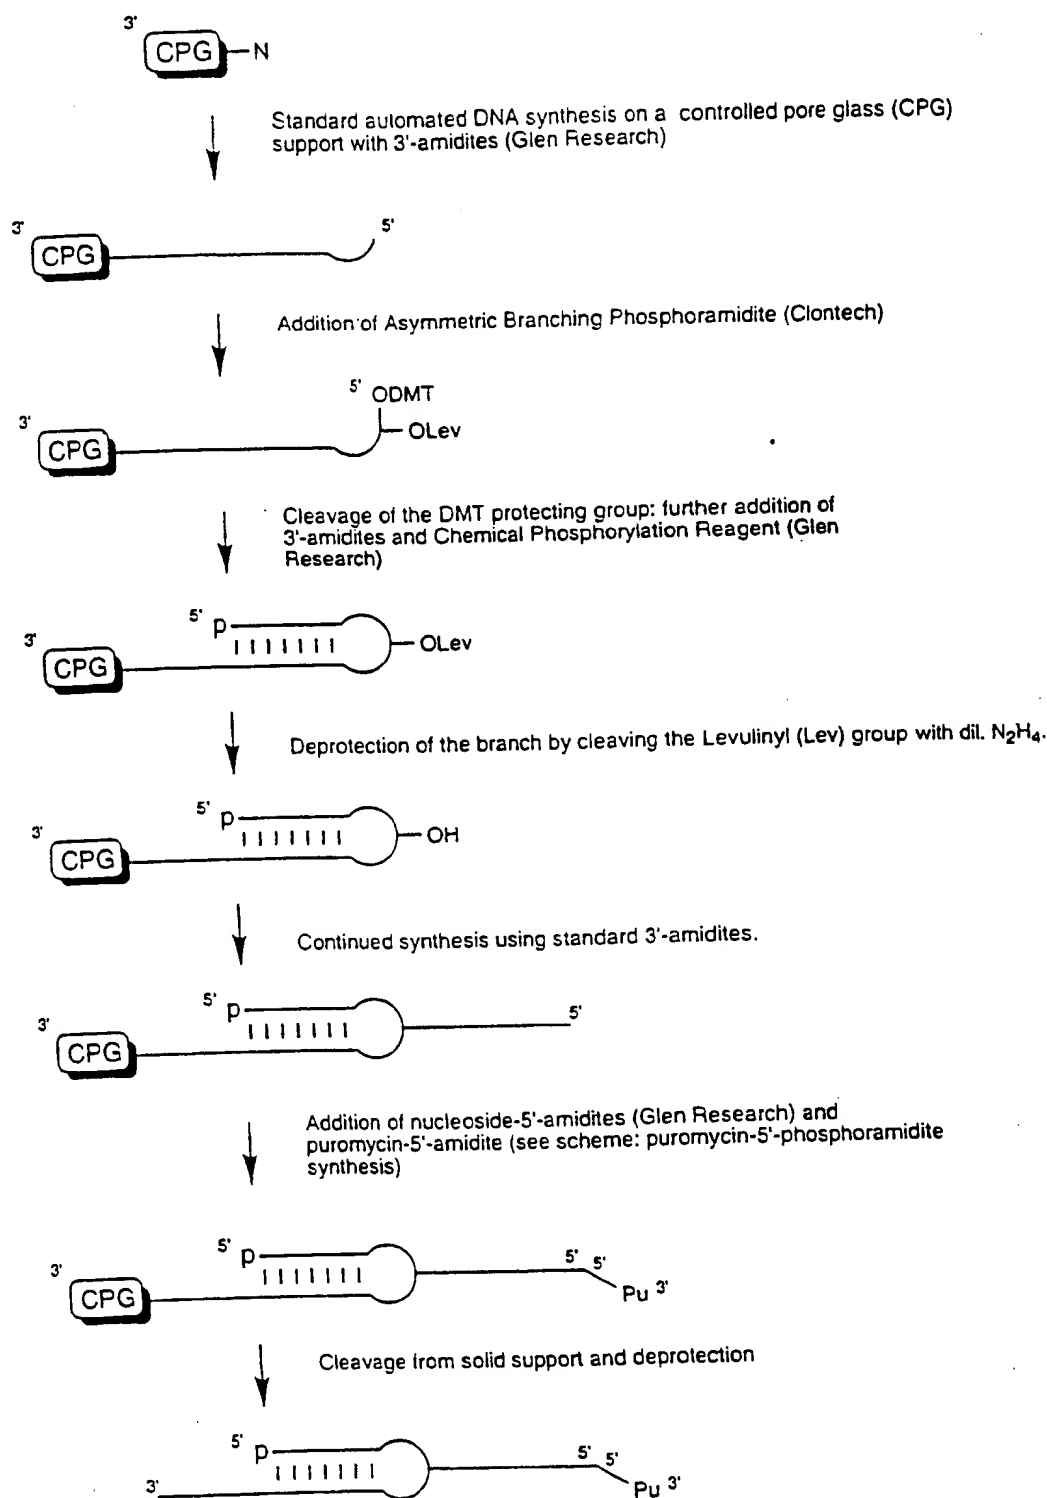 3'
CPG N
Standard automated DNA synthesis on a controlled pore glass (CPG)
support with 3'-amidites (Glen Research)
3' 5'
CPG
Addition of Asymmetric Branching Phosphoramidite (Clontech)
5' ODMT
3' OLev
CPG
Cleavage of the DMT protecting group: further addition of
3'-amidites and Chemical Phosphorylation Reagent (Glen
Research)
5' p
3' OLev
CPG
Deprotection of the branch by cleaving the Levulinyl (Lev) group with dil. N₂H₄.
5' p
3' OH
CPG
Continued synthesis using standard 3'-amidites.
5' p 5'
3'
CPG
Addition of nucleoside-5'-amidites (Glen Research) and
puromycin-5'-amidite (see scheme: puromycin-5'-phosphoramidite
synthesis)
5' p 5' 5'
3' Pu 3'
CPG
Cleavage from solid support and deprotection
5' p 5' 5'
3' Pu 3'